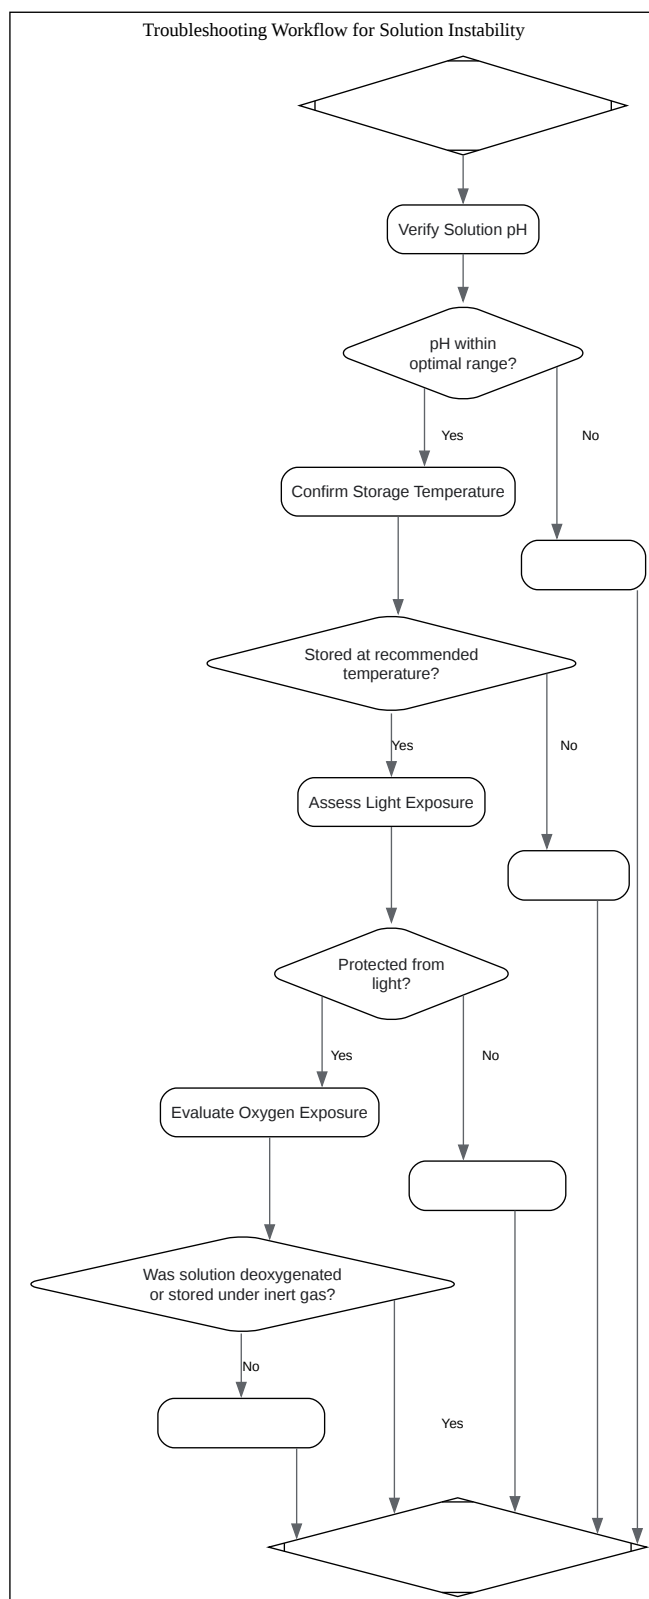 Troubleshooting Workflow for Solution Instability
Verify Solution pH
pH within
optimal range?
Yes
No
Confirm Storage Temperature
Stored at recommended
temperature?
Yes
No
Assess Light Exposure
Protected from
light?
Yes
No
Evaluate Oxygen Exposure
Was solution deoxygenated
or stored under inert gas?
No
Yes